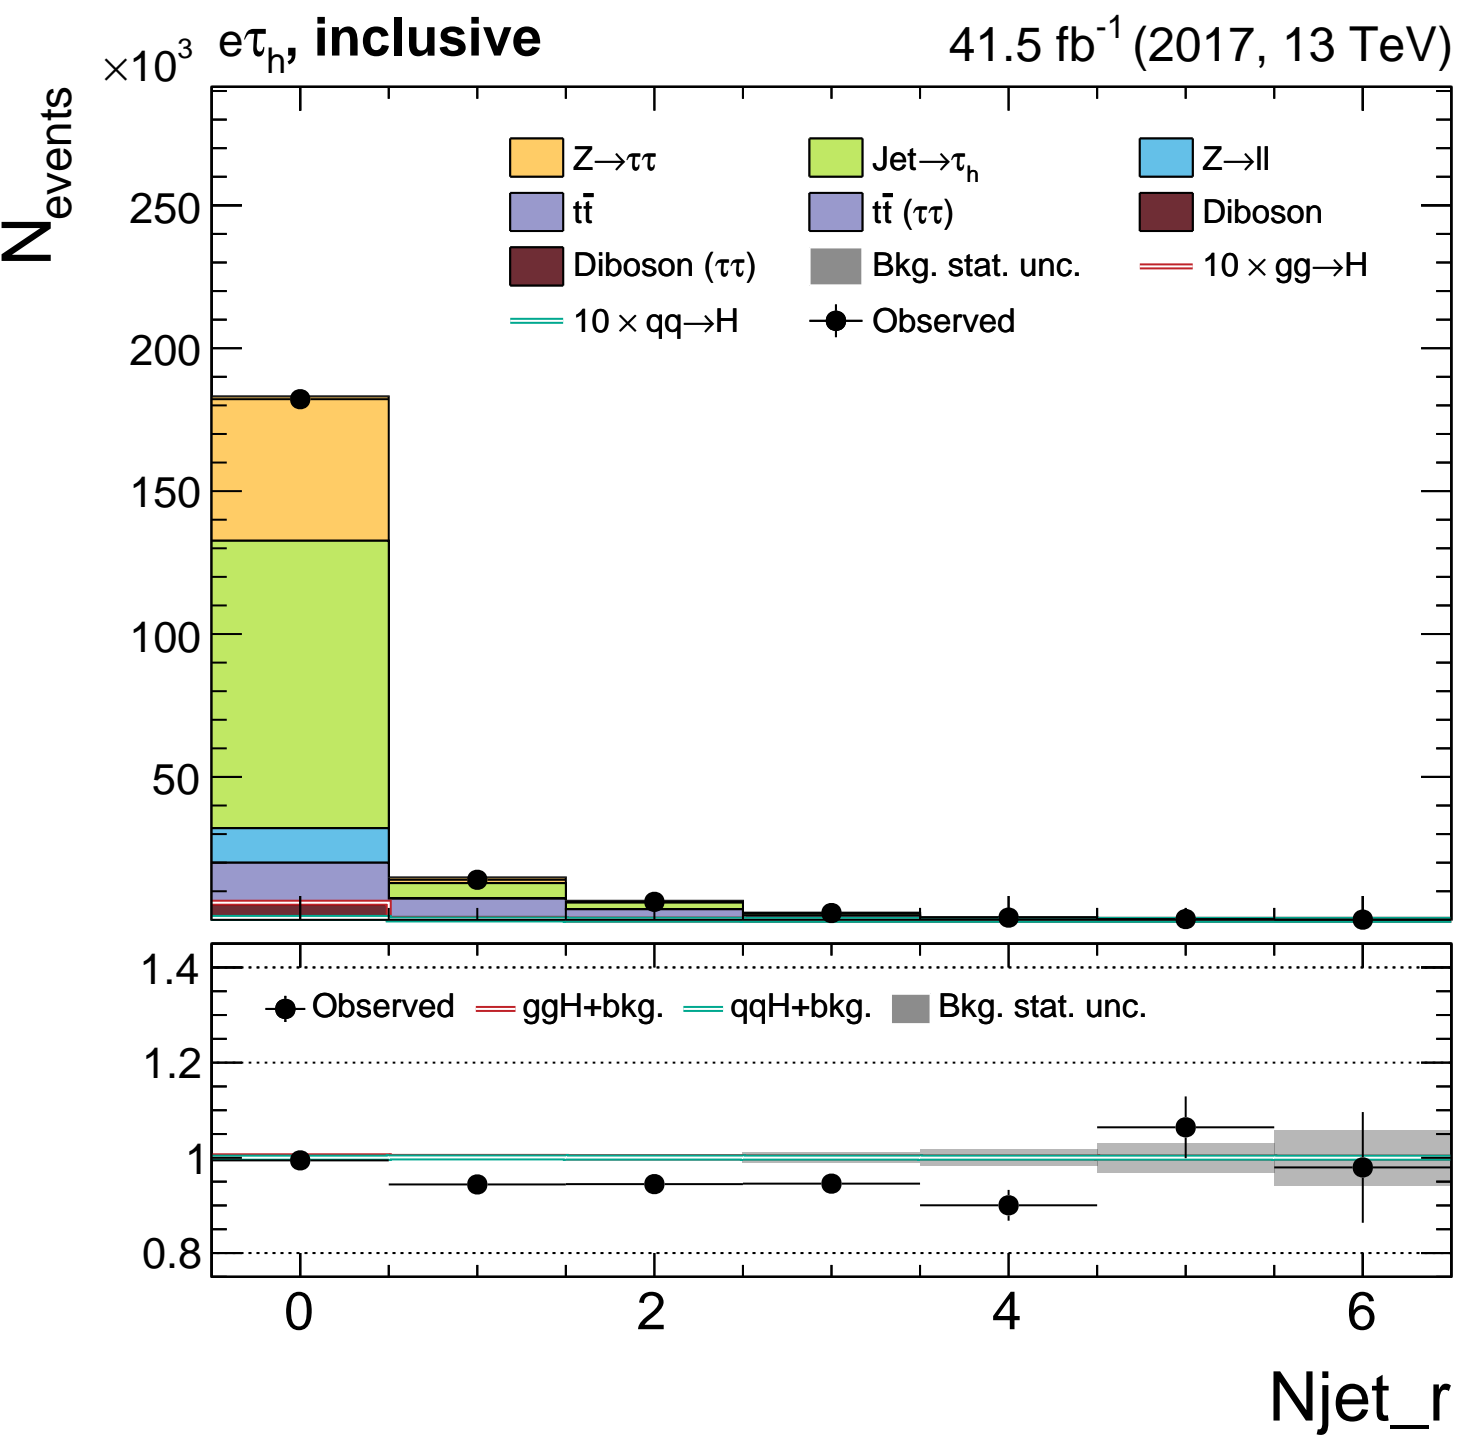 ×10³ eτₕ, inclusive 41.5 fb⁻¹ (2017, 13 TeV)
N_events
Z→ττ Jet→τₕ Z→ll
tt̄ tt̄ (ττ) Diboson
Diboson (ττ) Bkg. stat. unc. 10 × gg→H
10 × qq→H Observed
250
200
150
100
50
1.4
Observed ggH+bkg. qqH+bkg. Bkg. stat. unc.
1.2
1
0.8
0 2 4 6
Njet_r